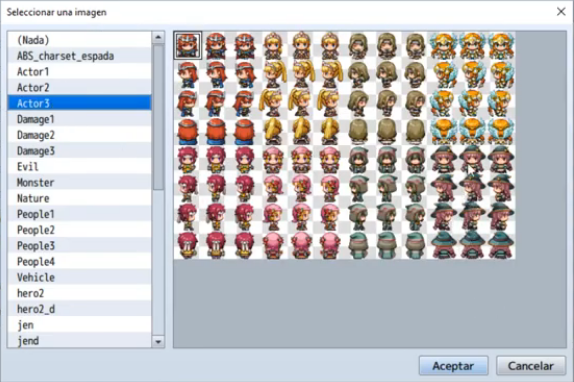 Seleccionar una imagen
(Nada)
ABS_charset_espada
Actor1
Actor2
Actor3
Damage1
Damage2
Damage3
Evil
Monster
Nature
People1
People2
People3
People4
Vehicle
hero2
hero2_d
jen
jend
Aceptar
Cancelar